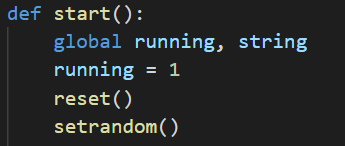 def start():
    global running, string
    running = 1
    reset()
    setrandom()